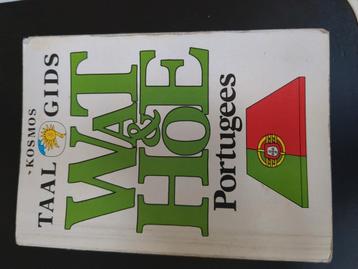 -KOSMOS
TAAL GIDS
WAT
&
HOE
Portugees